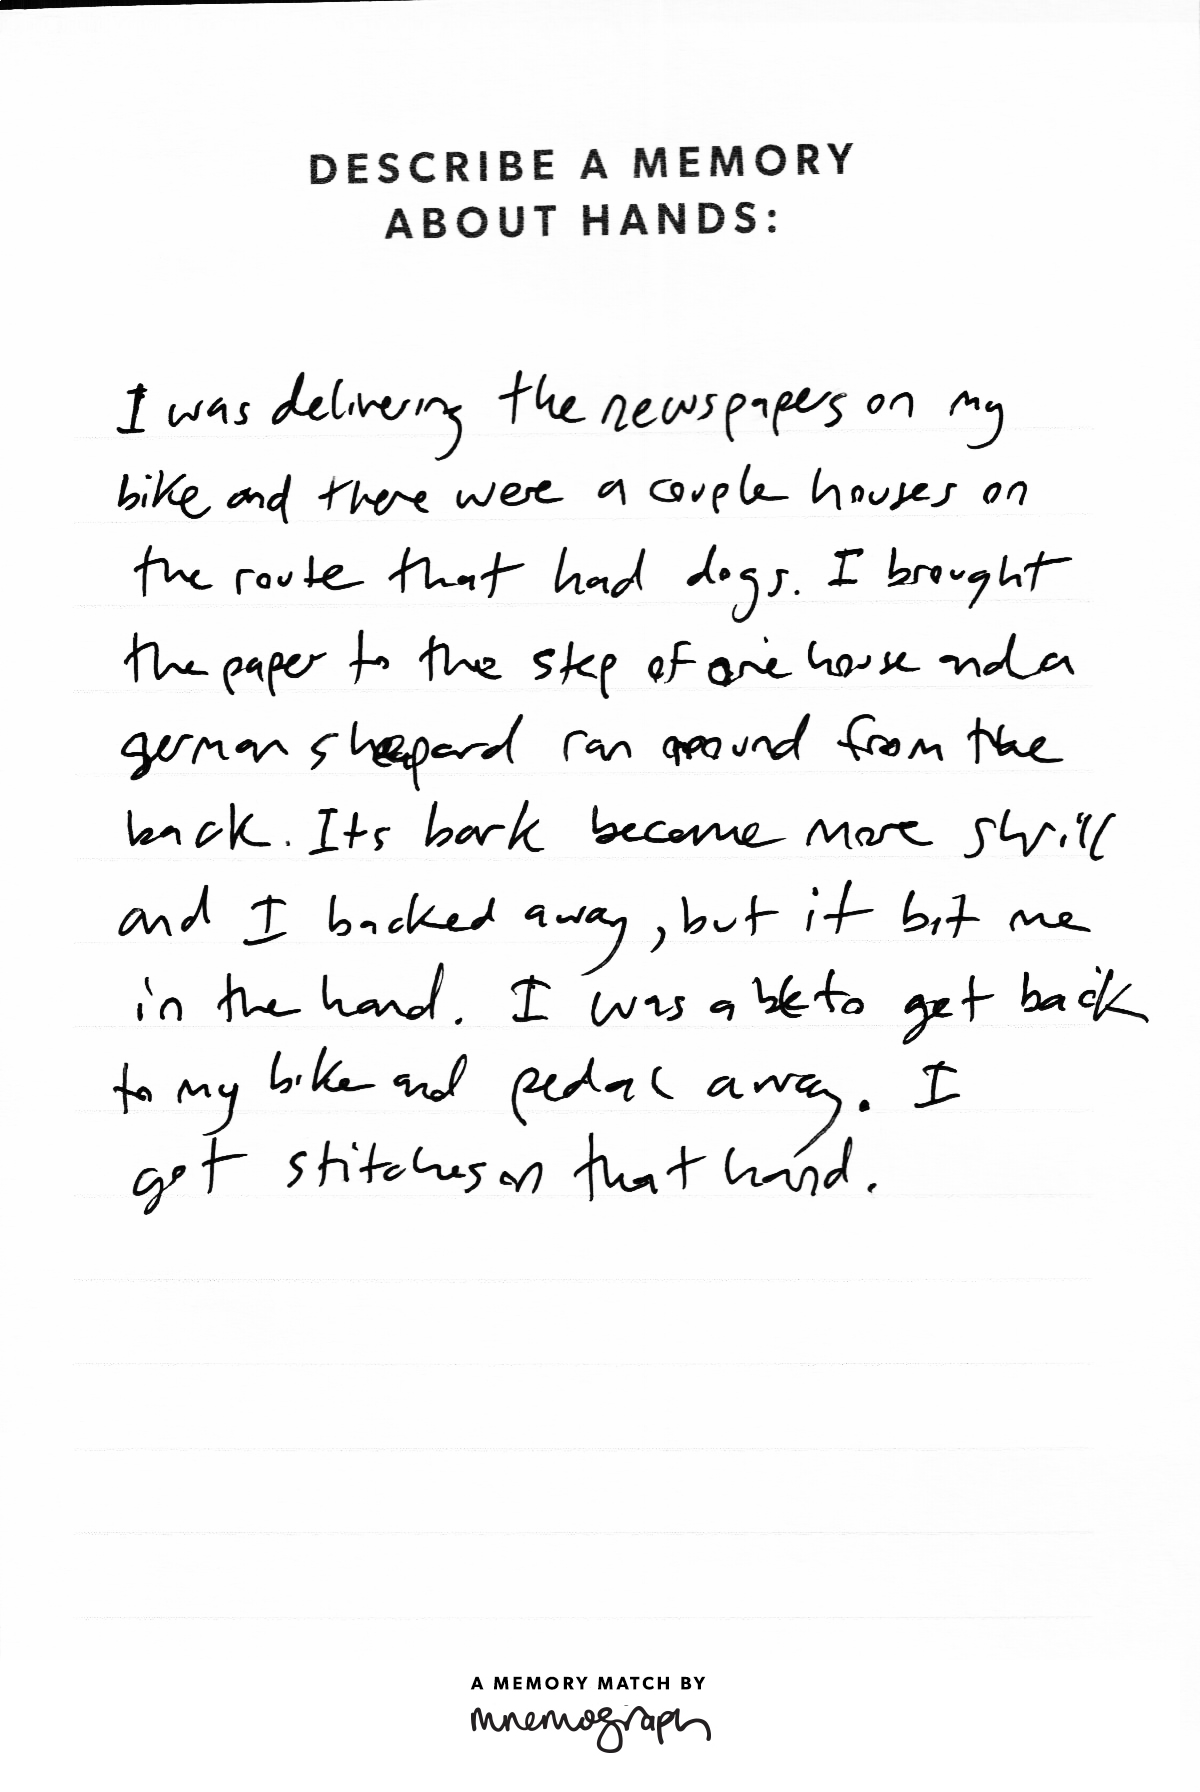 DESCRIBE A MEMORY
ABOUT HANDS:
I was delivering the newspapers on my
bike and there were a couple houses on
the route that had dogs. I brought
the paper to the step of one house and a
german shepard ran around from the
back. Its bark became more shrill
and I backed away, but it bit me
in the hand. I was able to get back
to my bike and pedal away. I
got stitches on that hand.
A MEMORY MATCH BY
mnemograph